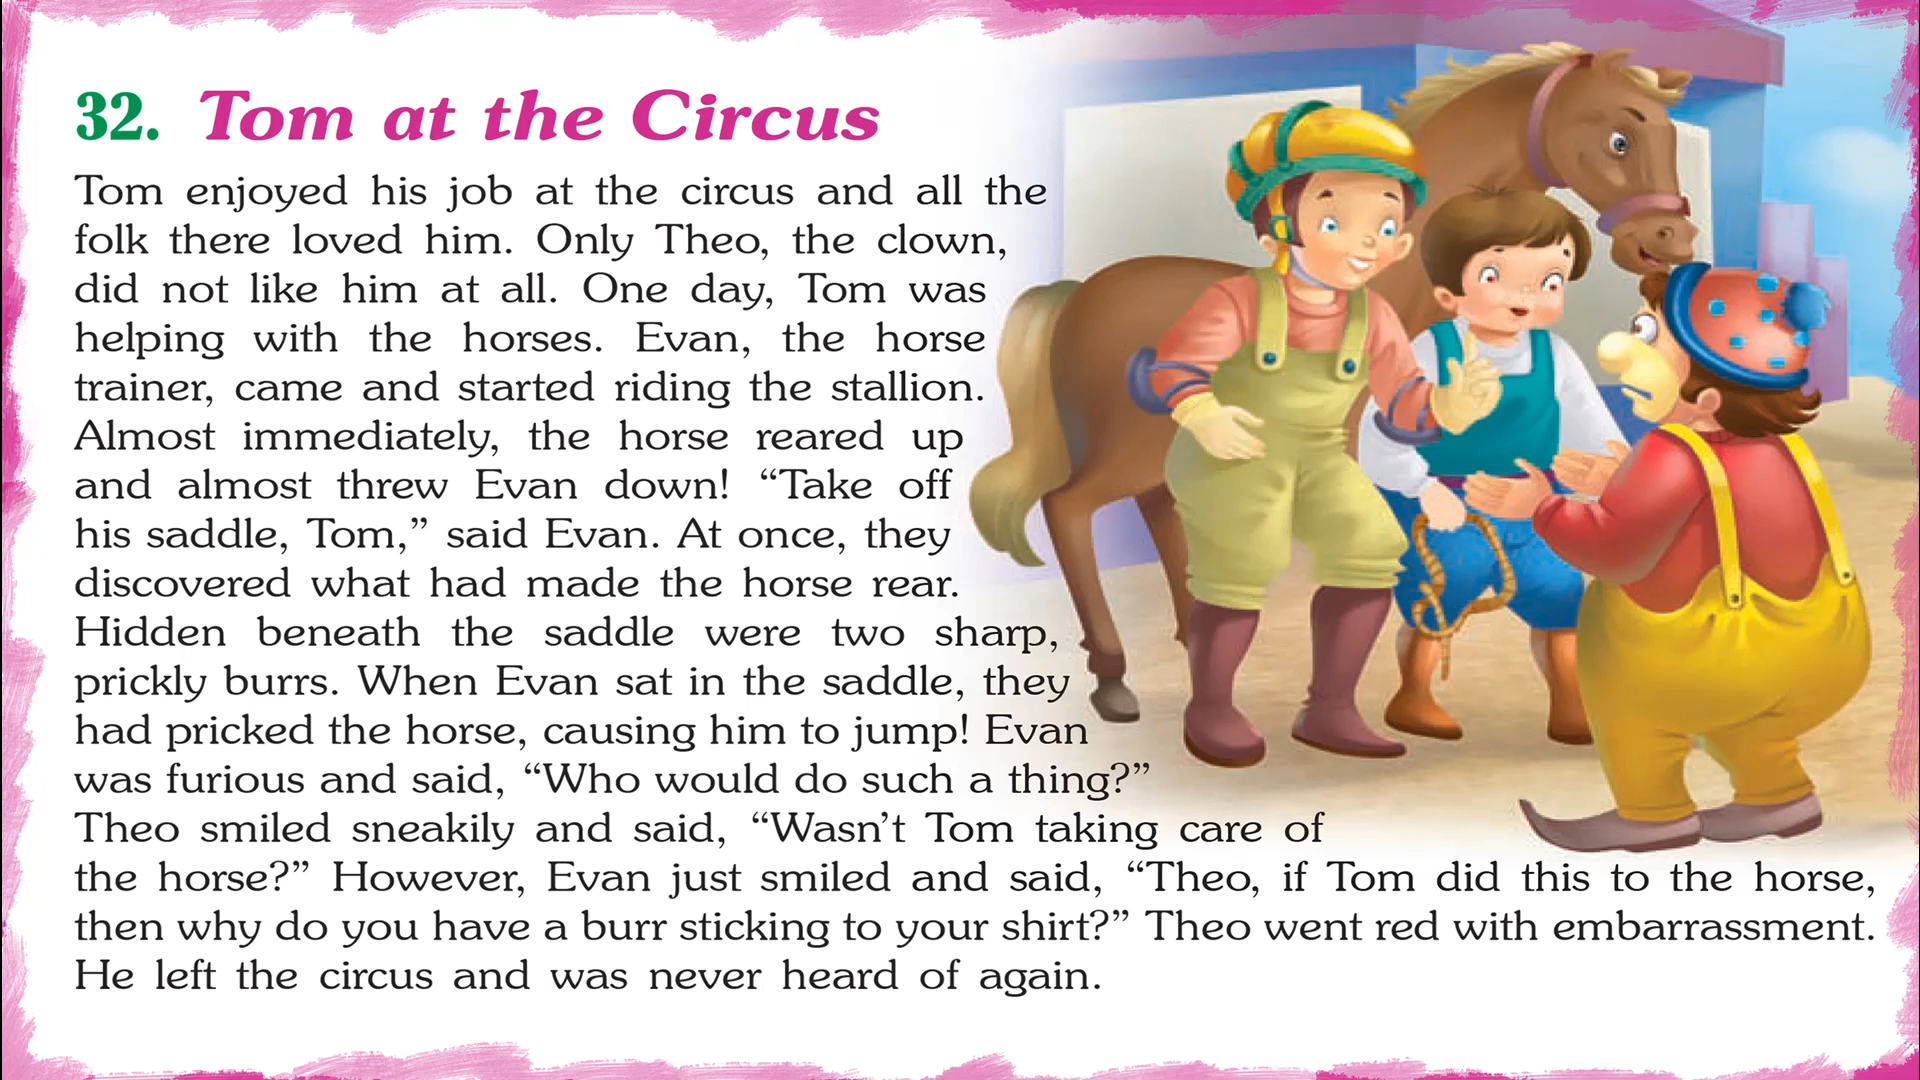 32. Tom at the Circus
Tom enjoyed his job at the circus and all the
folk there loved him. Only Theo, the clown,
did not like him at all. One day, Tom was
helping with the horses. Evan, the horse
trainer, came and started riding the stallion.
Almost immediately, the horse reared up
and almost threw Evan down! “Take off
his saddle, Tom,” said Evan. At once, they
discovered what had made the horse rear.
Hidden beneath the saddle were two sharp,
prickly burrs. When Evan sat in the saddle, they
had pricked the horse, causing him to jump! Evan
was furious and said, “Who would do such a thing?”
Theo smiled sneakily and said, “Wasn’t Tom taking care of
the horse?” However, Evan just smiled and said, “Theo, if Tom did this to the horse,
then why do you have a burr sticking to your shirt?” Theo went red with embarrassment.
He left the circus and was never heard of again.